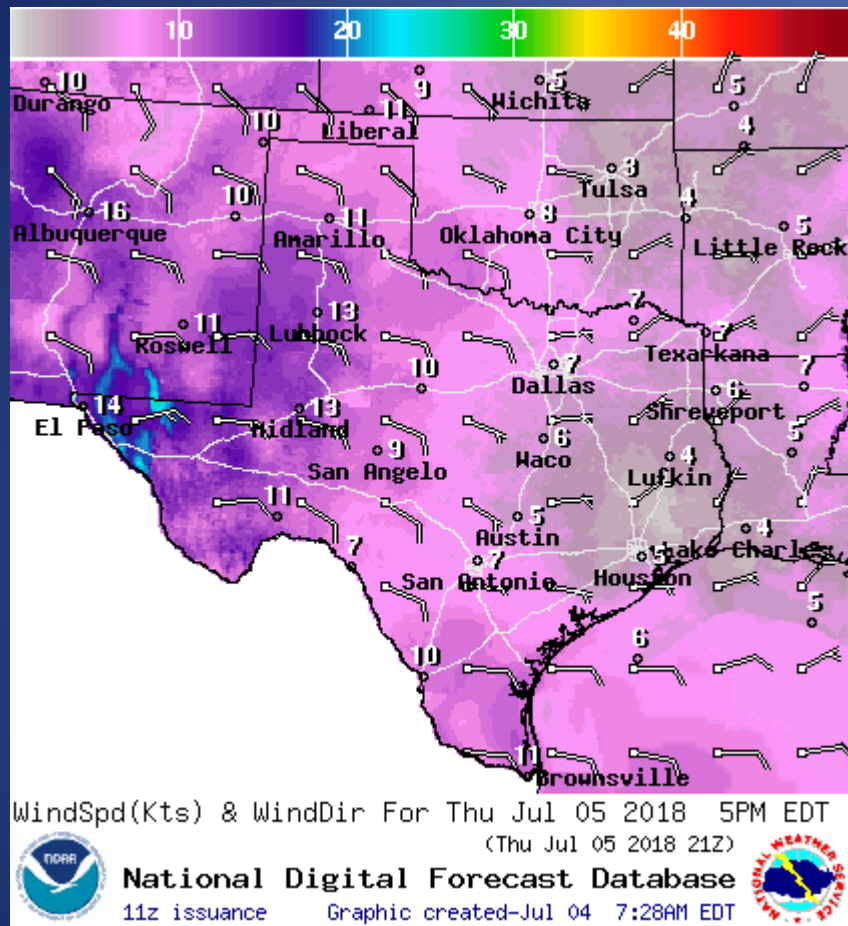 10 20 30 40
10 9 5 5
Durango Wichita
11
Liberal
10 4
3
Tulsa
16 10 11 8 4 5
Albuquerque Amarillo Oklahoma City Little Rock
13 7
11 7
Roswell Lubbock Texarkana
7
10 Dallas 6 7
14 13 Shreveport
El Paso Midland
9 6 5
San Angelo Waco 4
Lufkin
11 5 4
Austin
7 7 5 Lake Charles
San Antonio Houston
5
10 6
11
Brownsville
WindSpd(Kts) & WindDir For Thu Jul 05 2018 5PM EDT
(Thu Jul 05 2018 21Z)
NOAA
National Digital Forecast Database
11z issuance Graphic created-Jul 04 7:28AM EDT
NATIONAL WEATHER SERVICE